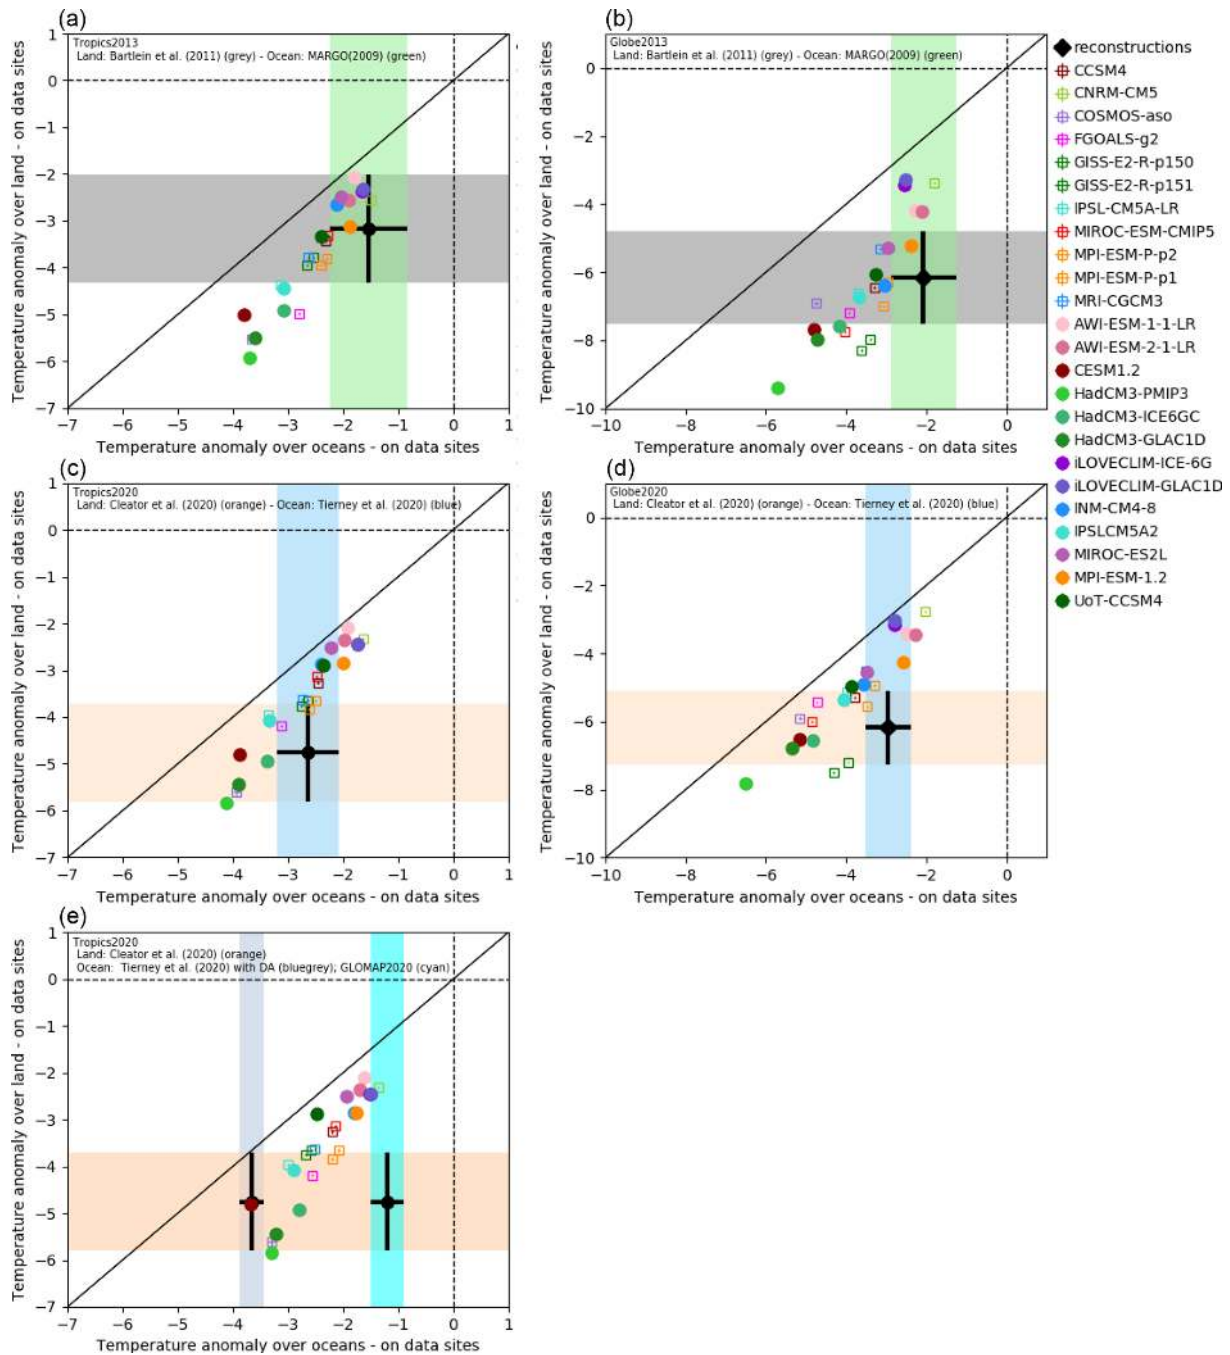 (a)
Tropics2013
Land: Bartlein et al. (2011) (grey) - Ocean: MARGO(2009) (green)
1
0
−1
−2
−3
−4
−5
−6
−7
Temperature anomaly over land - on data sites
−7 −6 −5 −4 −3 −2 −1 0 1
Temperature anomaly over oceans - on data sites
(b)
Globe2013
Land: Bartlein et al. (2011) (grey) - Ocean: MARGO(2009) (green)
0
−2
−4
−6
−8
−10
Temperature anomaly over land - on data sites
−10 −8 −6 −4 −2 0
Temperature anomaly over oceans - on data sites
reconstructions
CCSM4
CNRM-CM5
COSMOS-aso
FGOALS-g2
GISS-E2-R-p150
GISS-E2-R-p151
IPSL-CM5A-LR
MIROC-ESM-CMIP5
MPI-ESM-P-p2
MPI-ESM-P-p1
MRI-CGCM3
AWI-ESM-1-1-LR
AWI-ESM-2-1-LR
CESM1.2
HadCM3-PMIP3
HadCM3-ICE6GC
HadCM3-GLAC1D
iLOVECLIM-ICE-6G
iLOVECLIM-GLAC1D
INM-CM4-8
IPSLCM5A2
MIROC-ES2L
MPI-ESM-1.2
UoT-CCSM4
(c)
Tropics2020
Land: Cleator et al. (2020) (orange) - Ocean: Tierney et al. (2020) (blue)
1
0
−1
−2
−3
−4
−5
−6
−7
Temperature anomaly over land - on data sites
−7 −6 −5 −4 −3 −2 −1 0 1
Temperature anomaly over oceans - on data sites
(d)
Globe2020
Land: Cleator et al. (2020) (orange) - Ocean: Tierney et al. (2020) (blue)
0
−2
−4
−6
−8
−10
Temperature anomaly over land - on data sites
−10 −8 −6 −4 −2 0
Temperature anomaly over oceans - on data sites
(e)
Tropics2020
Land: Cleator et al. (2020) (orange)
Ocean: Tierney et al. (2020) with DA (bluegrey); GLOMAP2020 (cyan)
1
0
−1
−2
−3
−4
−5
−6
−7
Temperature anomaly over land - on data sites
−7 −6 −5 −4 −3 −2 −1 0 1
Temperature anomaly over oceans - on data sites